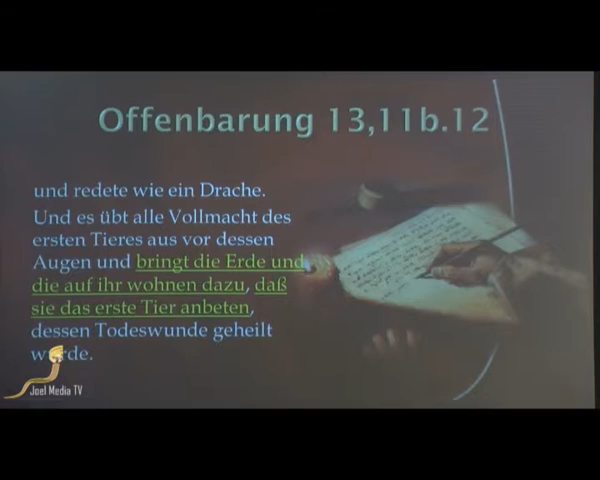 Offenbarung 13,11b.12
und redete wie ein Drache.
Und es übt alle Vollmacht des
ersten Tieres aus vor dessen
Augen und bringt die Erde und
die auf ihr wohnen dazu, daß
sie das erste Tier anbeten,
dessen Todeswunde geheilt
wurde.
Joel Media TV